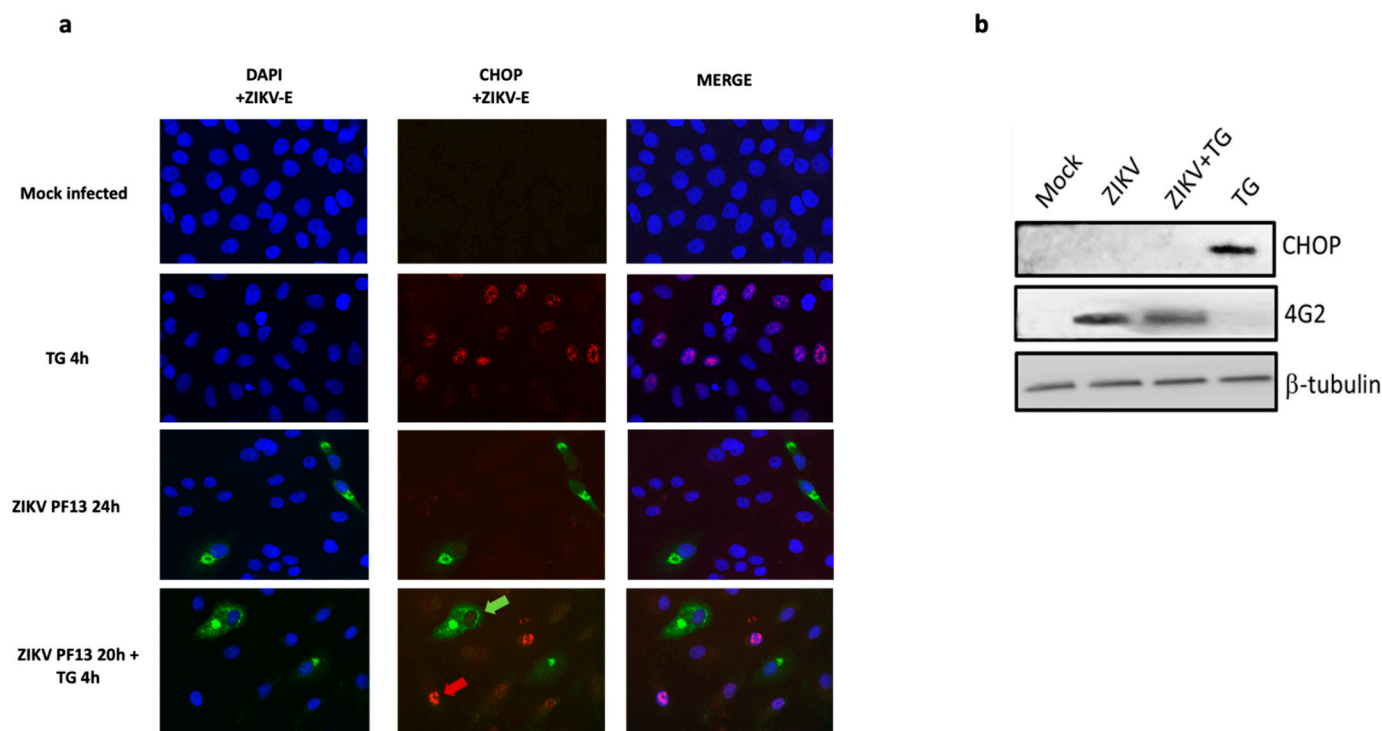 a
b
DAPI
+ZIKV-E
CHOP
+ZIKV-E
MERGE
Mock infected
TG 4h
ZIKV PF13 24h
ZIKV PF13 20h +
TG 4h
Mock
ZIKV
ZIKV+TG
TG
CHOP
4G2
β-tubulin